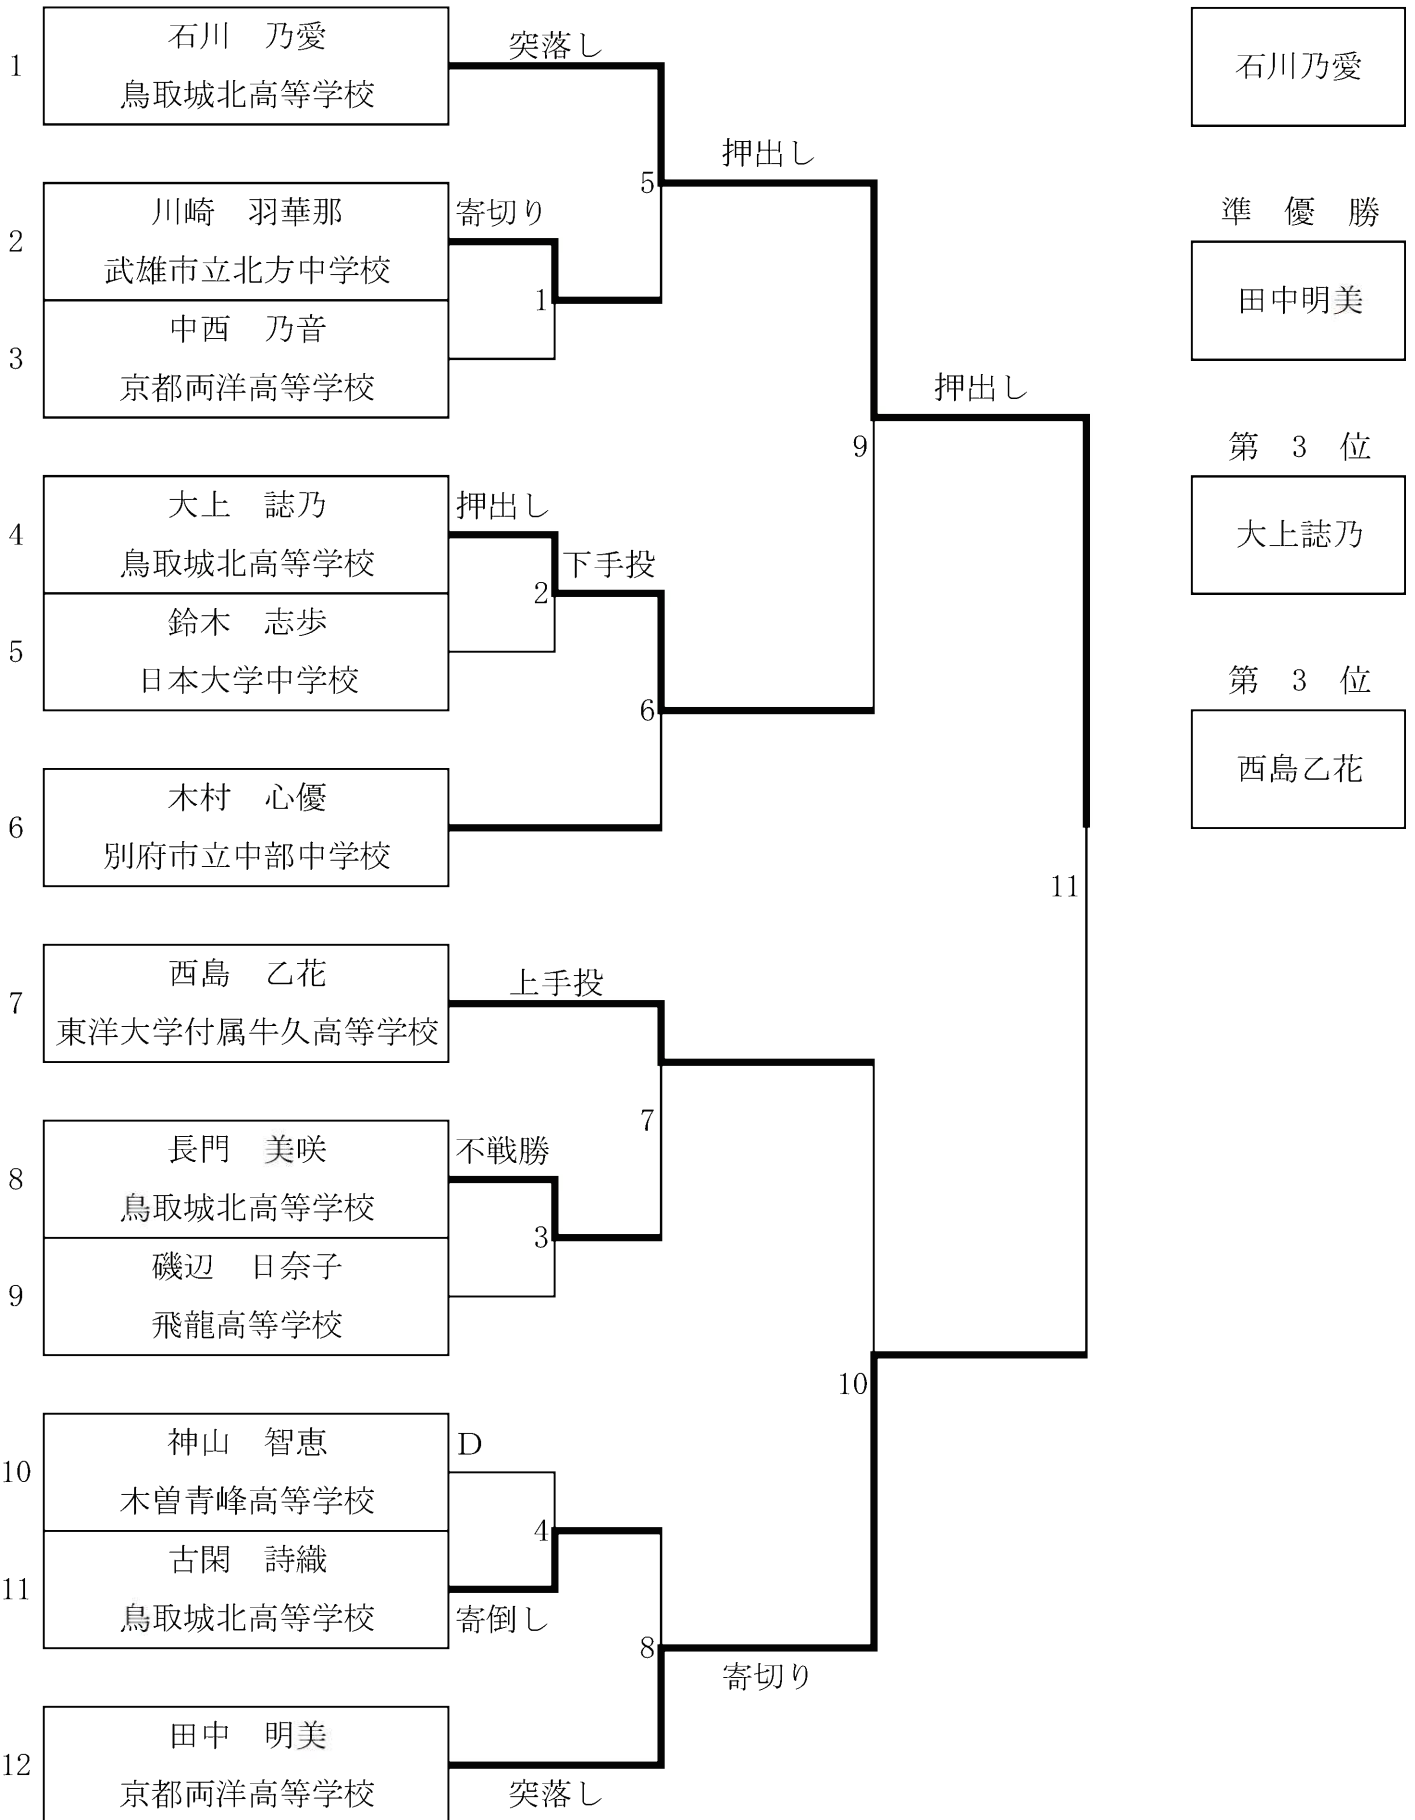 石川　乃愛
突落し
1
鳥取城北高等学校
押出し
5
川崎　羽華那
寄切り
2
武雄市立北方中学校
1
中西　乃音
3
京都両洋高等学校
押出し
9
大上　誌乃
押出し
4
鳥取城北高等学校
下手投
2
鈴木　志歩
5
日本大学中学校
6
木村　心優
6
別府市立中部中学校
11
西島　乙花
上手投
7
東洋大学付属牛久高等学校
7
長門　美咲
不戦勝
8
鳥取城北高等学校
3
磯辺　日奈子
9
飛龍高等学校
10
神山　智恵
D
10
木曽青峰高等学校
4
古閑　詩織
11
鳥取城北高等学校
寄倒し
8
寄切り
田中　明美
12
京都両洋高等学校
突落し
石川乃愛
準　優　勝
田中明美
第　3　位
大上誌乃
第　3　位
西島乙花